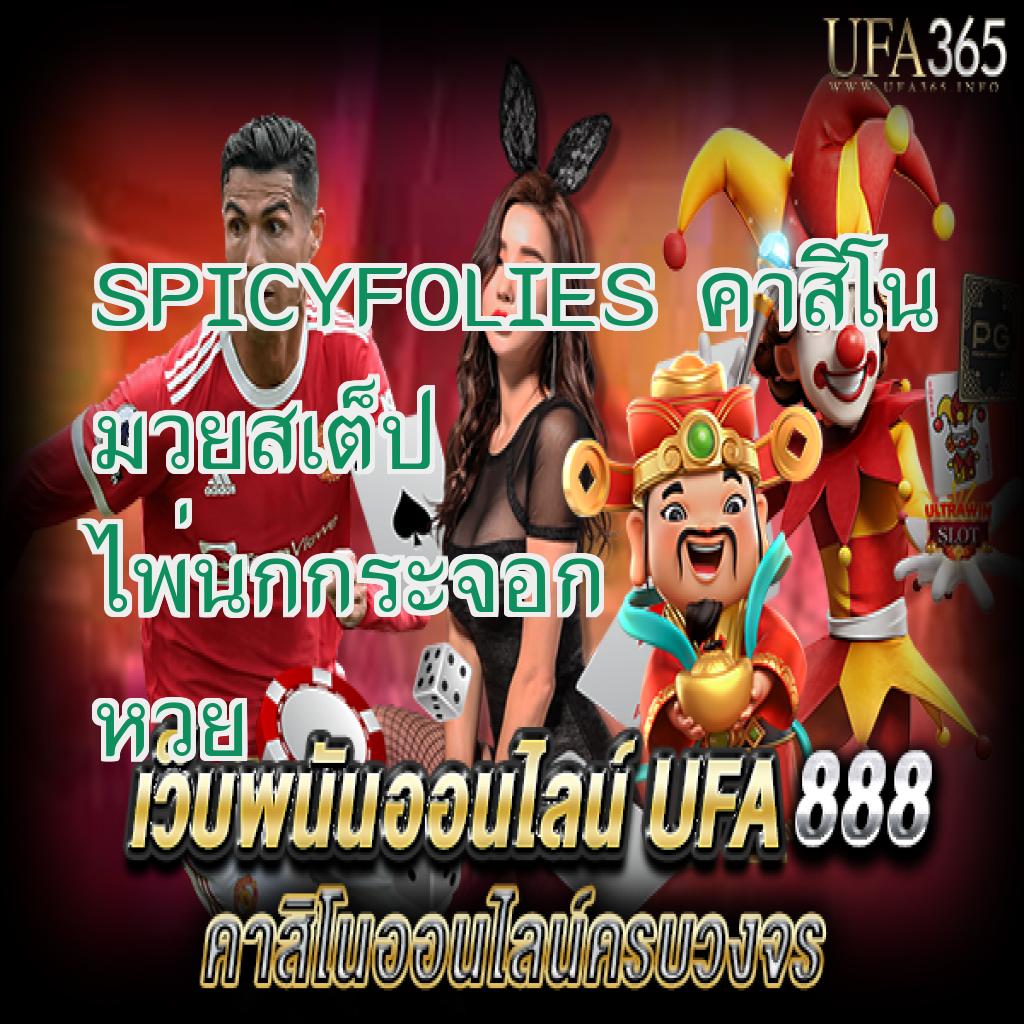 UFA365
WWW.UFA365.INFO
SPICYFOLIES คาสิโน
มวยสเต็ป
ไพ่นกกระจอก
หวย
PG
ULTRAWIN
SLOT
เว็บพนันออนไลน์ UFA 888
คาสิโนออนไลน์ครบวงจร